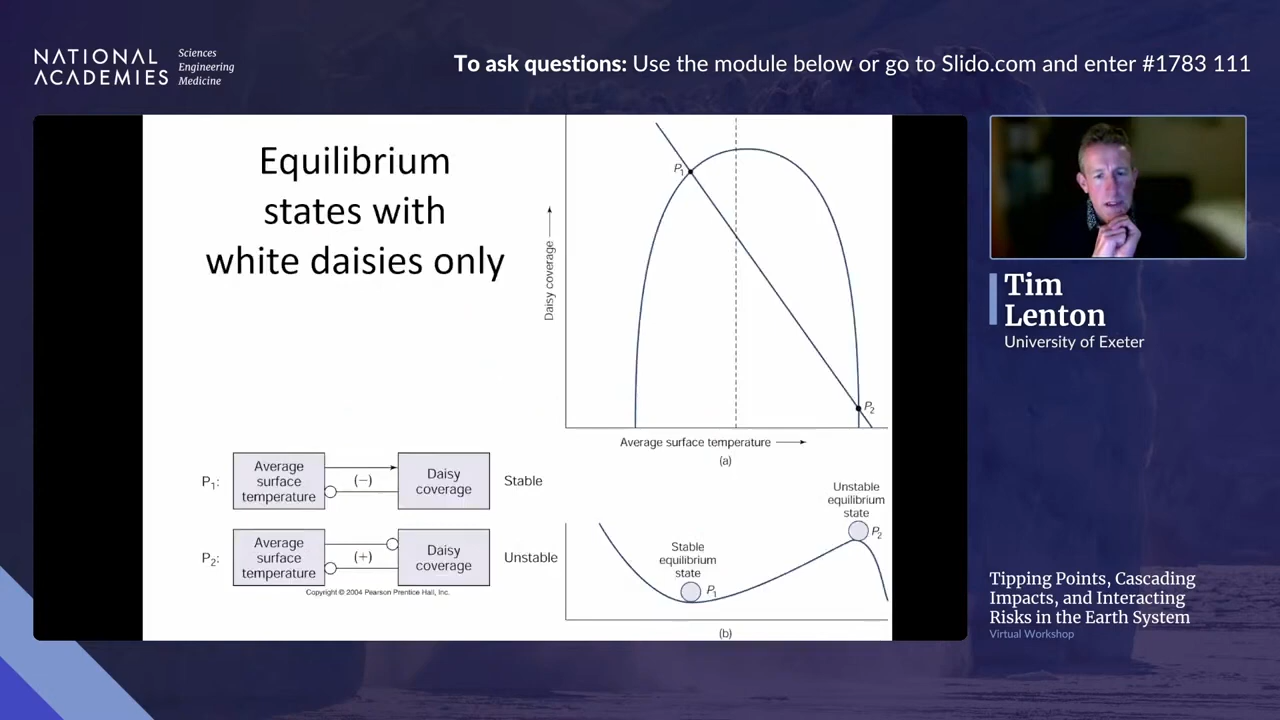 NATIONAL
ACADEMIES
Sciences
Engineering
Medicine
To ask questions: Use the module below or go to Slido.com and enter #1783 111
Equilibrium
states with
white daisies only
P1
P2
Daisy coverage
Average surface temperature
(a)
P1:
Average
surface
temperature
(−)
Daisy
coverage
Stable
P2:
Average
surface
temperature
(+)
Daisy
coverage
Unstable
Copyright © 2004 Pearson Prentice Hall, Inc.
Unstable
equilibrium
state
P2
Stable
equilibrium
state
P1
(b)
Tim
Lenton
University of Exeter
Tipping Points, Cascading
Impacts, and Interacting
Risks in the Earth System
Virtual Workshop